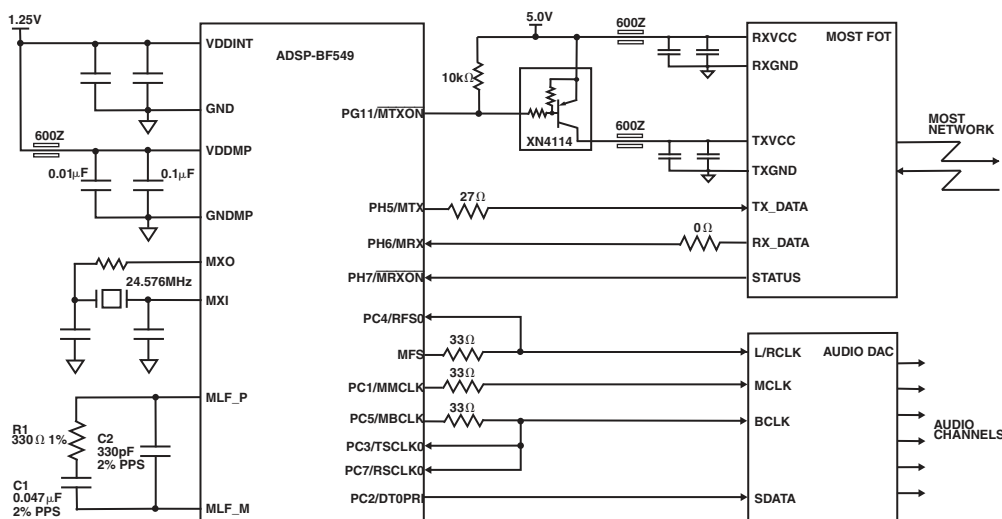 1.25V
5.0V
600Z
VDDINT
ADSP-BF549
RXVCC
MOST FOT
10kΩ
RXGND
GND
PG11/MTXON
XN4114
600Z
TXVCC
MOST
NETWORK
600Z
VDDMP
TXGND
0.01μF
0.1μF
27Ω
GNDMP
PH5/MTX
TX_DATA
0Ω
PH6/MRX
RX_DATA
MXO
PH7/MRXON
STATUS
24.576MHz
MXI
PC4/RFS0
33Ω
MFS
L/RCLK
AUDIO DAC
33Ω
PC1/MMCLK
MCLK
MLF_P
33Ω
R1
330Ω 1%
C2
330pF
2% PPS
PC5/MBCLK
BCLK
AUDIO
CHANNELS
PC3/TSCLK0
PC7/RSCLK0
C1
0.047μF
2% PPS
MLF_M
PC2/DT0PRI
SDATA